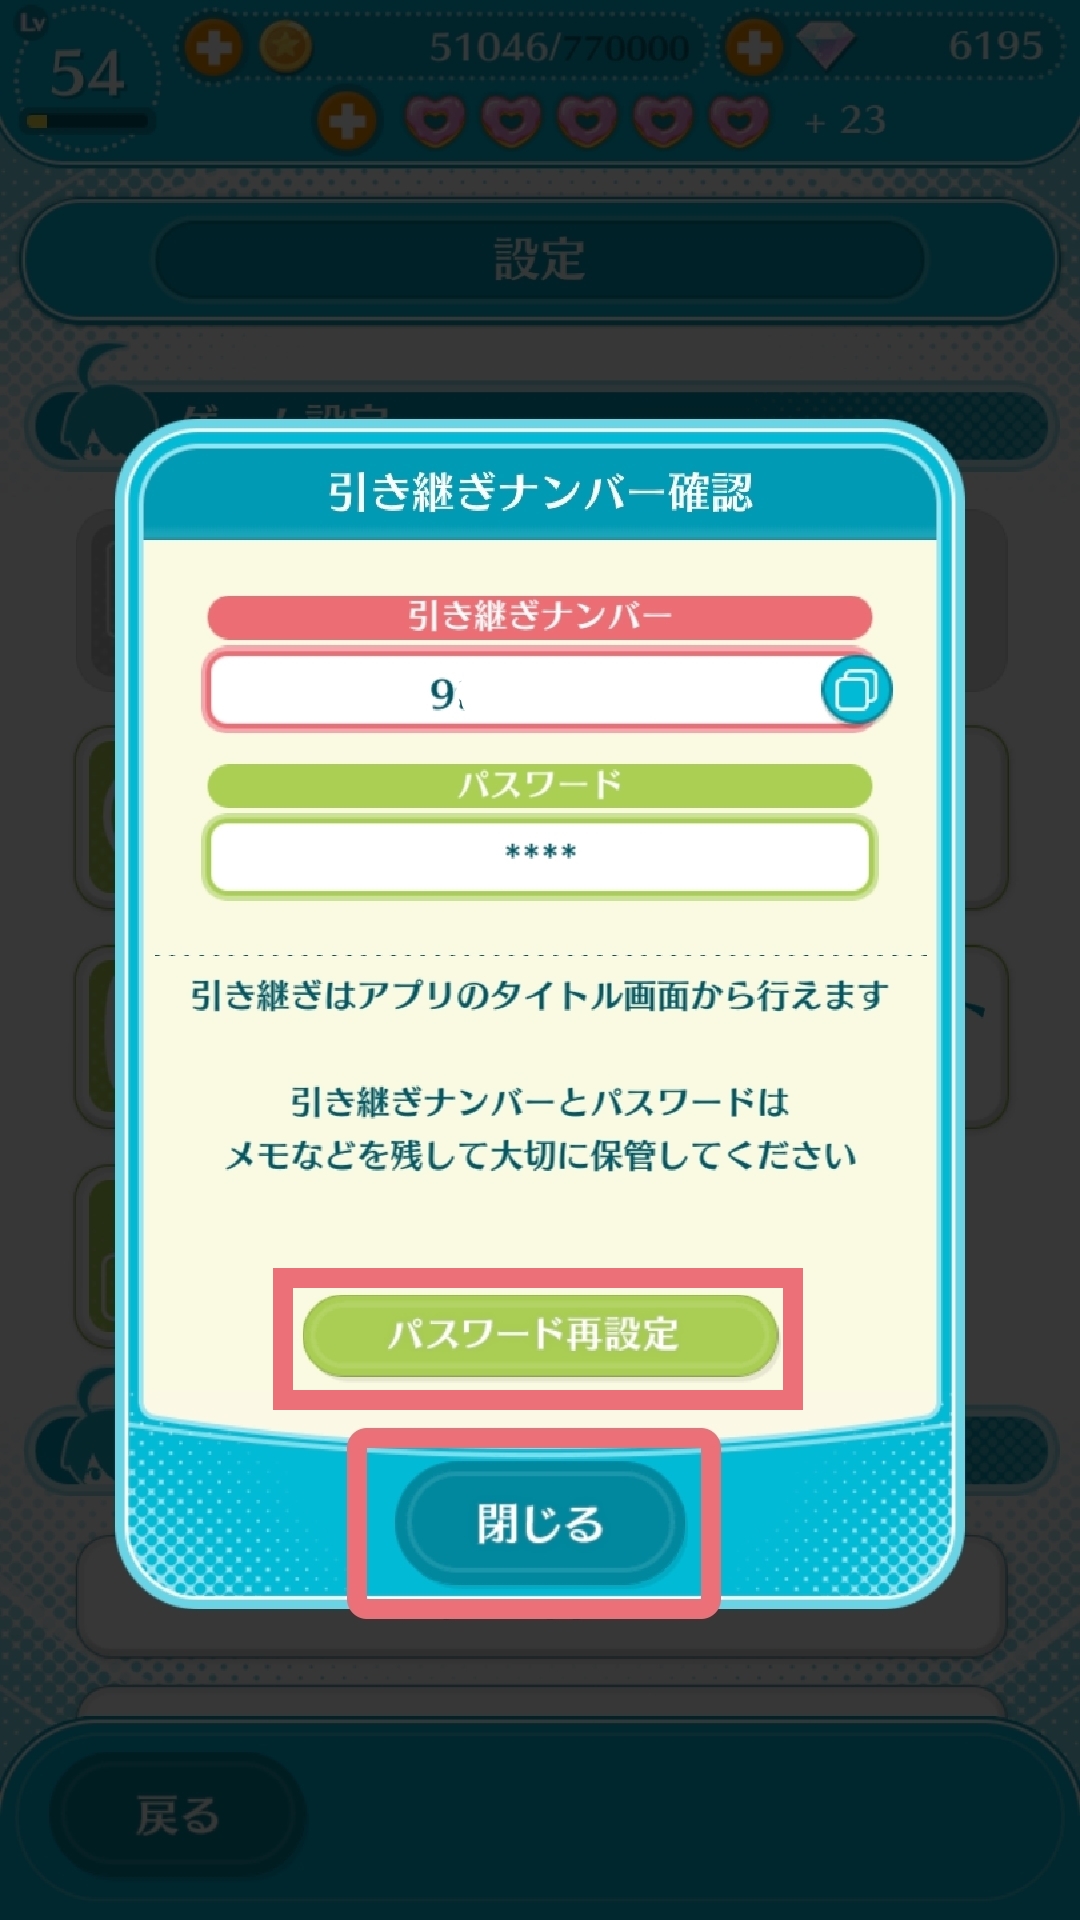 Lv
54
51046/770000
6195
+ 23
設定
ゲーム設定
引き継ぎナンバー確認
引き継ぎナンバー
9
パスワード
****
引き継ぎはアプリのタイトル画面から行えます
引き継ぎナンバーとパスワードは
メモなどを残して大切に保管してください
パスワード再設定
閉じる
戻る